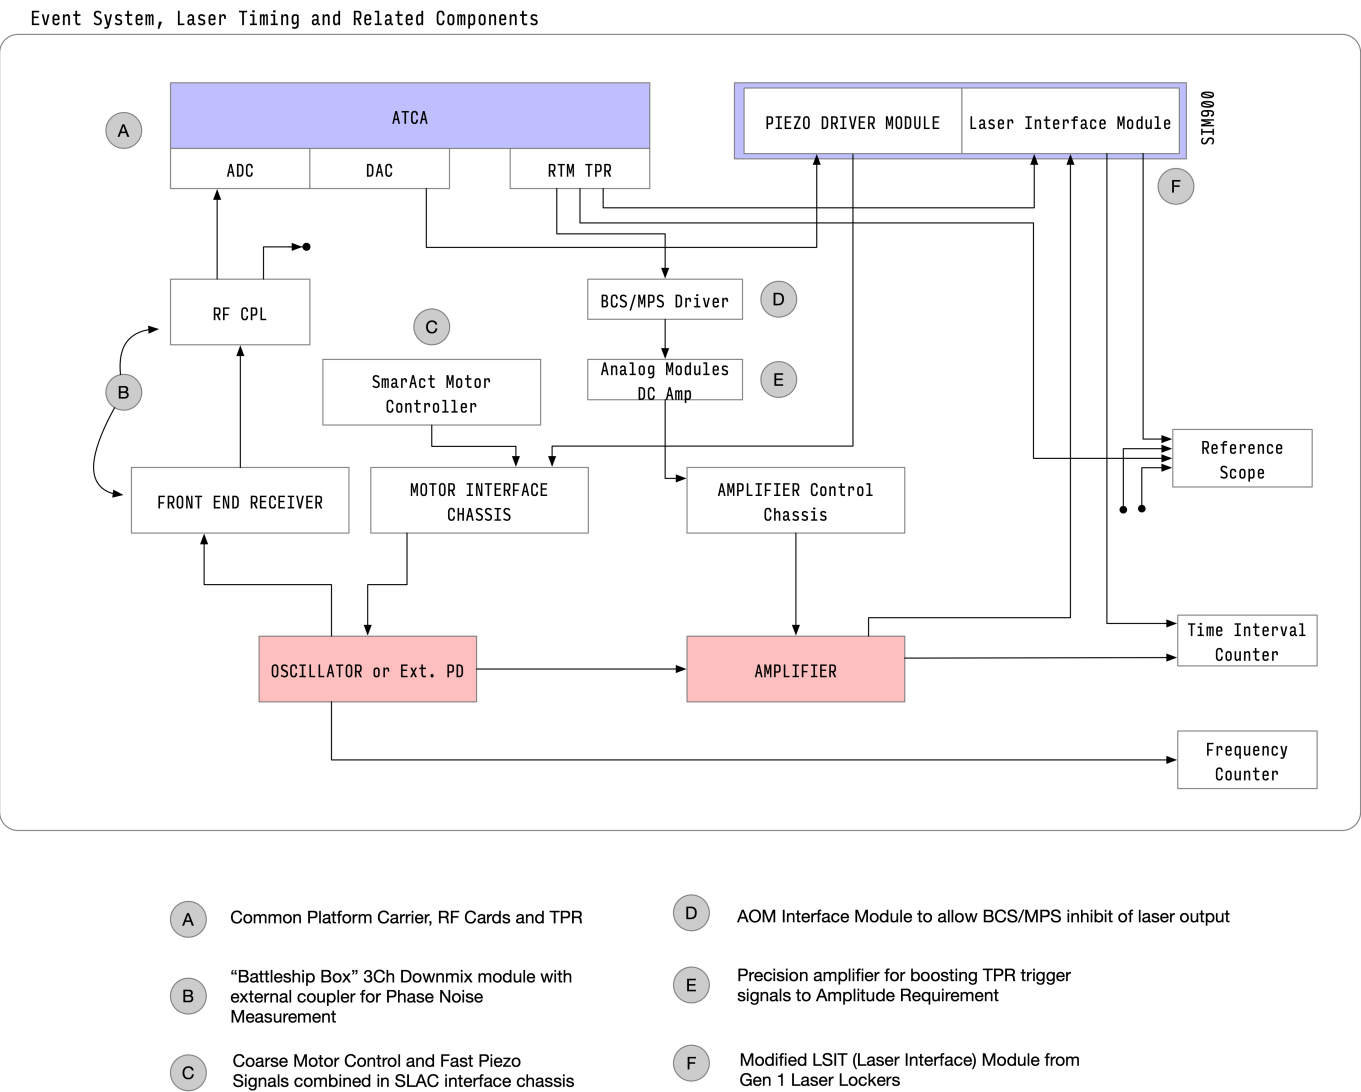 Event System, Laser Timing and Related Components
ATCA
A
ADC
DAC
RTM TPR
PIEZO DRIVER MODULE
Laser Interface Module
SIM900
F
RF CPL
BCS/MPS Driver
D
C
B
SmarAct Motor
Controller
Analog Modules
DC Amp
E
FRONT END RECEIVER
MOTOR INTERFACE
CHASSIS
AMPLIFIER Control
Chassis
Reference
Scope
OSCILLATOR or Ext. PD
AMPLIFIER
Time Interval
Counter
Frequency
Counter
A
Common Platform Carrier, RF Cards and TPR
B
“Battleship Box” 3Ch Downmix module with
external coupler for Phase Noise
Measurement
C
Coarse Motor Control and Fast Piezo
Signals combined in SLAC interface chassis
D
AOM Interface Module to allow BCS/MPS inhibit of laser output
E
Precision amplifier for boosting TPR trigger
signals to Amplitude Requirement
F
Modified LSIT (Laser Interface) Module from
Gen 1 Laser Lockers